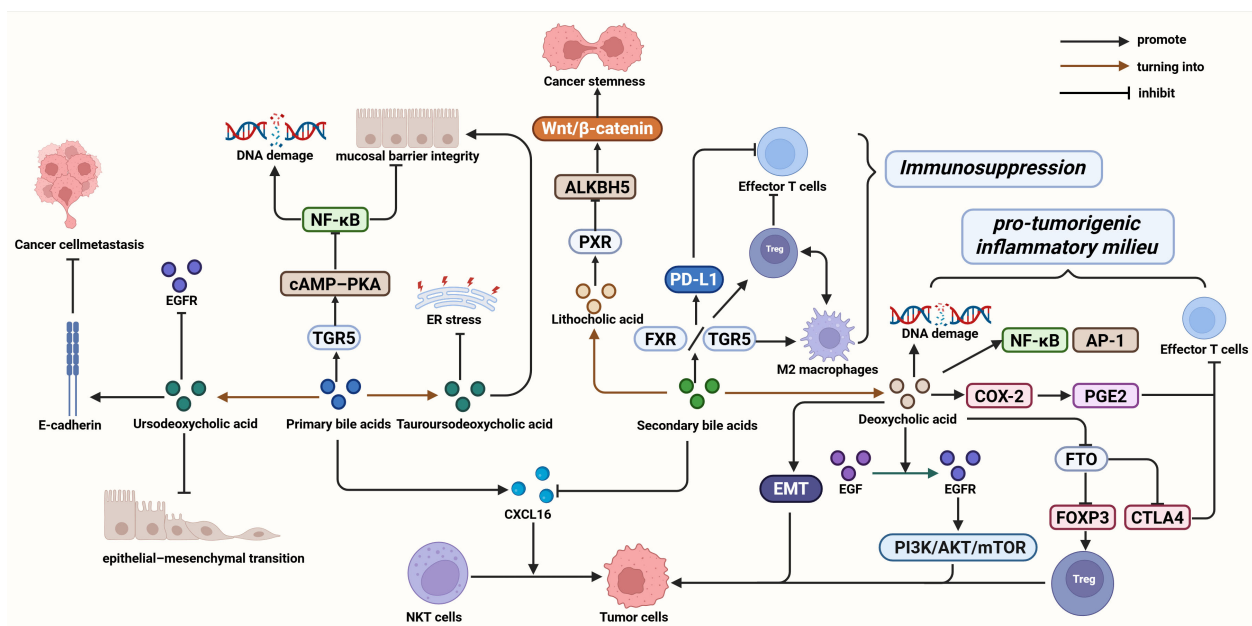 promote
turning into
inhibit
Cancer stemness
Wnt/β-catenin
ALKBH5
PXR
Lithocholic acid
DNA demage
mucosal barrier integrity
NF-κB
cAMP–PKA
TGR5
ER stress
Cancer cellmetastasis
EGFR
E-cadherin
Ursodeoxycholic acid
Primary bile acids
Tauroursodeoxycholic acid
epithelial–mesenchymal transition
Secondary bile acids
CXCL16
NKT cells
Tumor cells
PD-L1
FXR
TGR5
Effector T cells
Treg
M2 macrophages
Immunosuppression
pro-tumorigenic
inflammatory milieu
DNA demage
NF-κB
AP-1
Effector T cells
COX-2
PGE2
Deoxycholic acid
EMT
EGF
EGFR
PI3K/AKT/mTOR
FTO
FOXP3
CTLA4
Treg